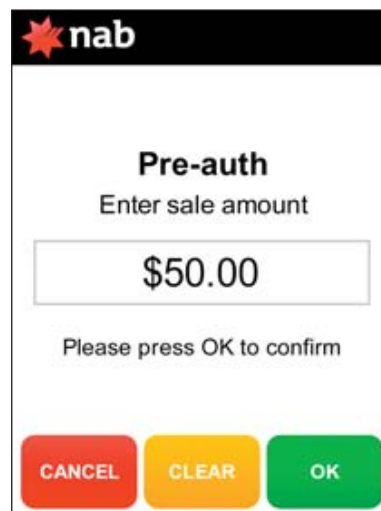 nab
Pre-auth
Enter sale amount
$50.00
Please press OK to confirm
CANCEL CLEAR OK